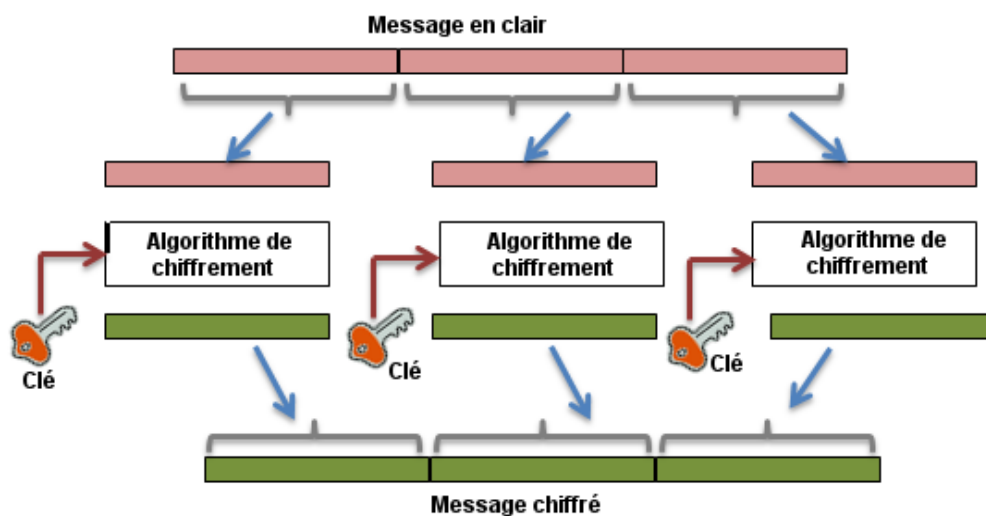 Message en clair
Algorithme de
chiffrement
Algorithme de
chiffrement
Algorithme de
chiffrement
Clé
Clé
Clé
Message chiffré